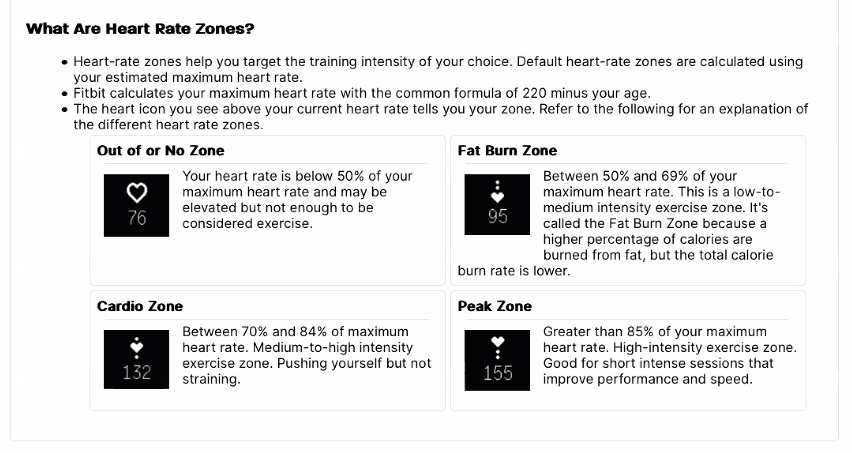 What Are Heart Rate Zones?
• Heart-rate zones help you target the training intensity of your choice. Default heart-rate zones are calculated using
your estimated maximum heart rate.
• Fitbit calculates your maximum heart rate with the common formula of 220 minus your age.
• The heart icon you see above your current heart rate tells you your zone. Refer to the following for an explanation of
the different heart rate zones.
Out of or No Zone
76
Your heart rate is below 50% of your
maximum heart rate and may be
elevated but not enough to be
considered exercise.
Fat Burn Zone
95
Between 50% and 69% of your
maximum heart rate. This is a low-to-
medium intensity exercise zone. It's
called the Fat Burn Zone because a
higher percentage of calories are
burned from fat, but the total calorie
burn rate is lower.
Cardio Zone
132
Between 70% and 84% of maximum
heart rate. Medium-to-high intensity
exercise zone. Pushing yourself but not
straining.
Peak Zone
155
Greater than 85% of your maximum
heart rate. High-intensity exercise zone.
Good for short intense sessions that
improve performance and speed.